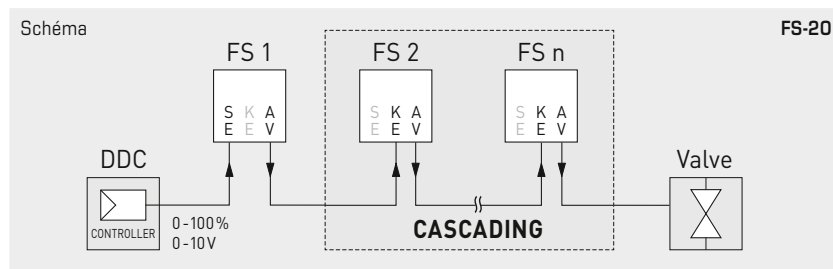 Schéma
FS-20
FS 1
FS 2
FS n
S K A
E E V
S K A
E E V
S K A
E E V
DDC
CONTROLLER
0-100%
0-10V
CASCADING
Valve